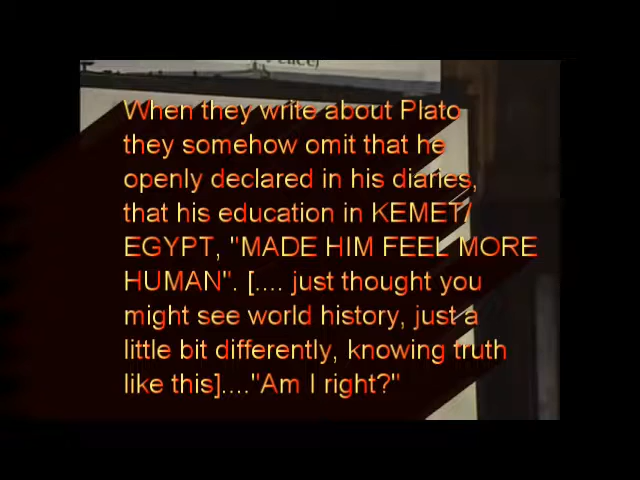 When they write about Plato
they somehow omit that he
openly declared in his diaries,
that his education in KEMET/
EGYPT, "MADE HIM FEEL MORE
HUMAN". [.... just thought you
might see world history, just a
little bit differently, knowing truth
like this]...."Am I right?"